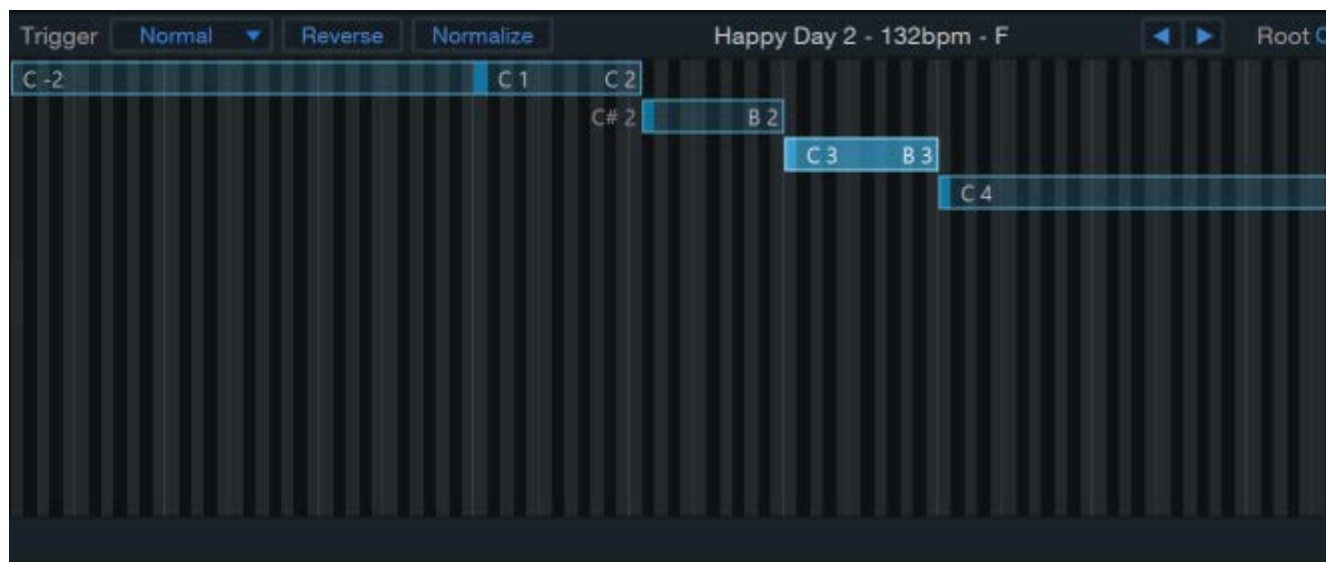 Trigger Normal Reverse Normalize Happy Day 2 - 132bpm - F Root
C -2 C 1 C 2
C# 2 B 2
C 3 B 3
C 4